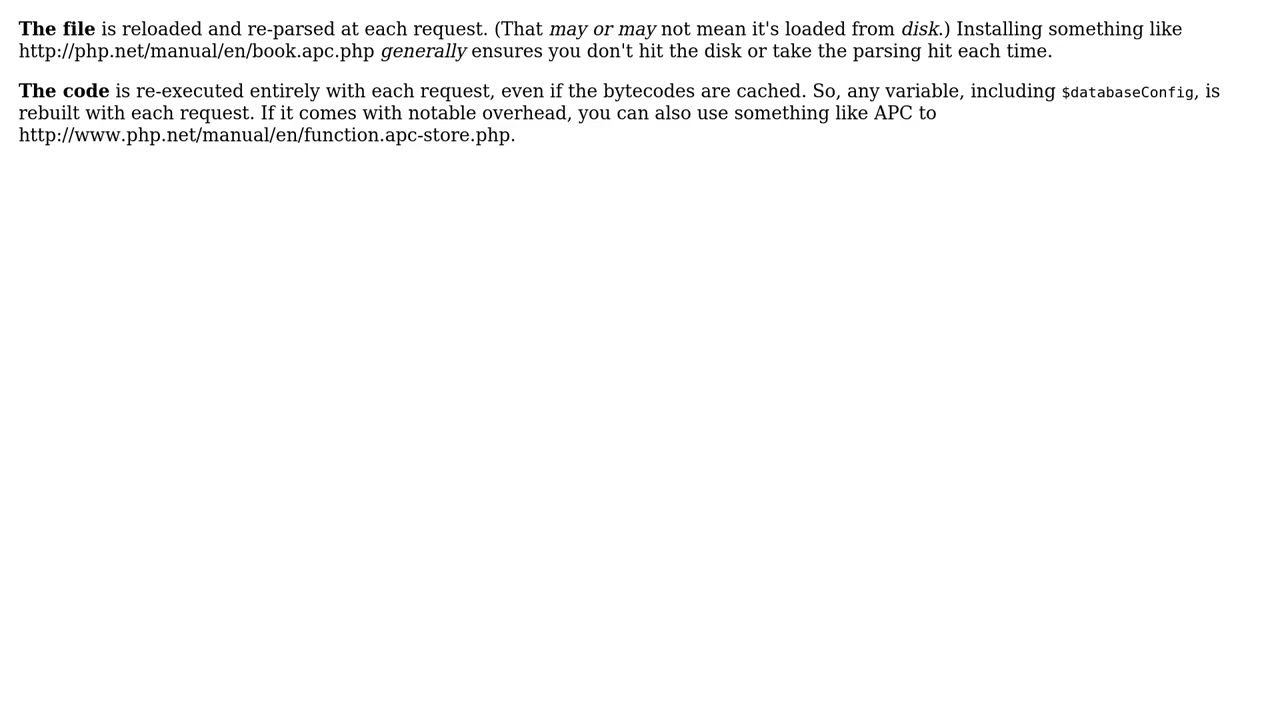 The file is reloaded and re-parsed at each request. (That may or may not mean it's loaded from disk.) Installing something like
http://php.net/manual/en/book.apc.php generally ensures you don't hit the disk or take the parsing hit each time.
The code is re-executed entirely with each request, even if the bytecodes are cached. So, any variable, including $databaseConfig, is
rebuilt with each request. If it comes with notable overhead, you can also use something like APC to
http://www.php.net/manual/en/function.apc-store.php.